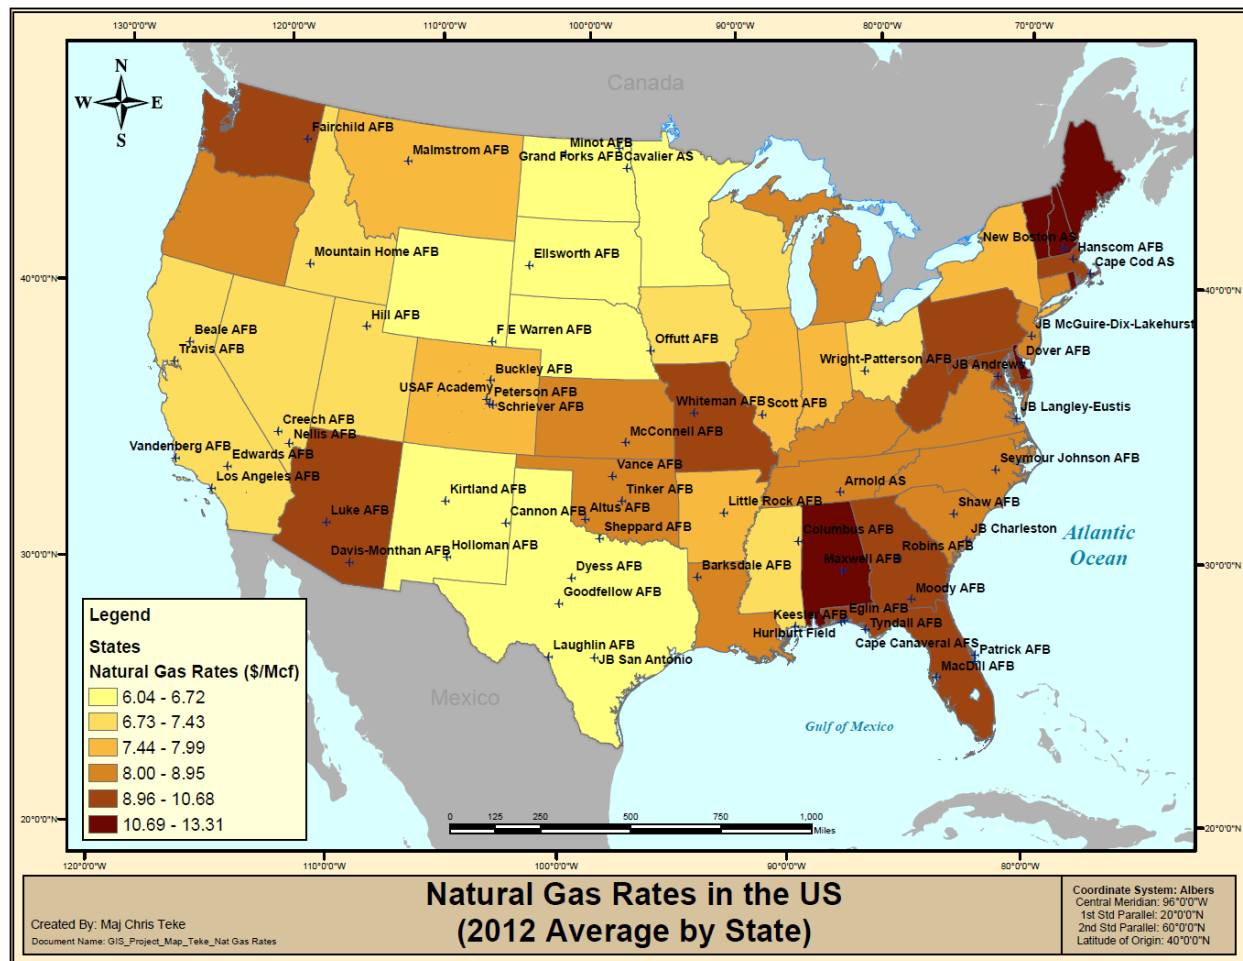 130°0'0"W 120°0'0"W 110°0'0"W 100°0'0"W 90°0'0"W 80°0'0"W 70°0'0"W
N
W E
S
Canada
Fairchild AFB
Malmstrom AFB
Minot AFB
Grand Forks AFB Cavalier AS
Mountain Home AFB
Ellsworth AFB
New Boston AS
Hanscom AFB
Cape Cod AS
40°0'0"N
40°0'0"N
Hill AFB
Beale AFB
Travis AFB
F E Warren AFB
Offutt AFB
JB McGuire-Dix-Lakehurst
Dover AFB
Wright-Patterson AFB
JB Andrews
Buckley AFB
USAF Academy
Peterson AFB
Schriever AFB
Whiteman AFB
Scott AFB
JB Langley-Eustis
Creech AFB
Nellis AFB
McConnell AFB
Vandenberg AFB
Edwards AFB
Los Angeles AFB
Vance AFB
Seymour Johnson AFB
Arnold AS
Kirtland AFB
Tinker AFB
Luke AFB
Cannon AFB
Altus AFB
Little Rock AFB
Shaw AFB
Sheppard AFB
Columbus AFB
JB Charleston
Atlantic
Ocean
Davis-Monthan AFB
Holloman AFB
Robins AFB
Maxwell AFB
30°0'0"N
30°0'0"N
Dyess AFB
Barksdale AFB
Goodfellow AFB
Moody AFB
Keesler AFB
Eglin AFB
Hurlburt Field
Tyndall AFB
Cape Canaveral AFS
Laughlin AFB
JB San Antonio
Patrick AFB
MacDill AFB
Mexico
Gulf of Mexico
Legend
States
Natural Gas Rates ($/Mcf)
6.04 - 6.72
6.73 - 7.43
7.44 - 7.99
8.00 - 8.95
8.96 - 10.68
10.69 - 13.31
0 125 250 500 750 1,000
Miles
20°0'0"N
20°0'0"N
120°0'0"W 110°0'0"W 100°0'0"W 90°0'0"W 80°0'0"W
Natural Gas Rates in the US
(2012 Average by State)
Created By: Maj Chris Teke
Document Name: GIS_Project_Map_Teke_Nat Gas Rates
Coordinate System: Albers
Central Meridian: 96°0'0"W
1st Std Parallel: 20°0'0"N
2nd Std Parallel: 60°0'0"N
Latitude of Origin: 40°0'0"N